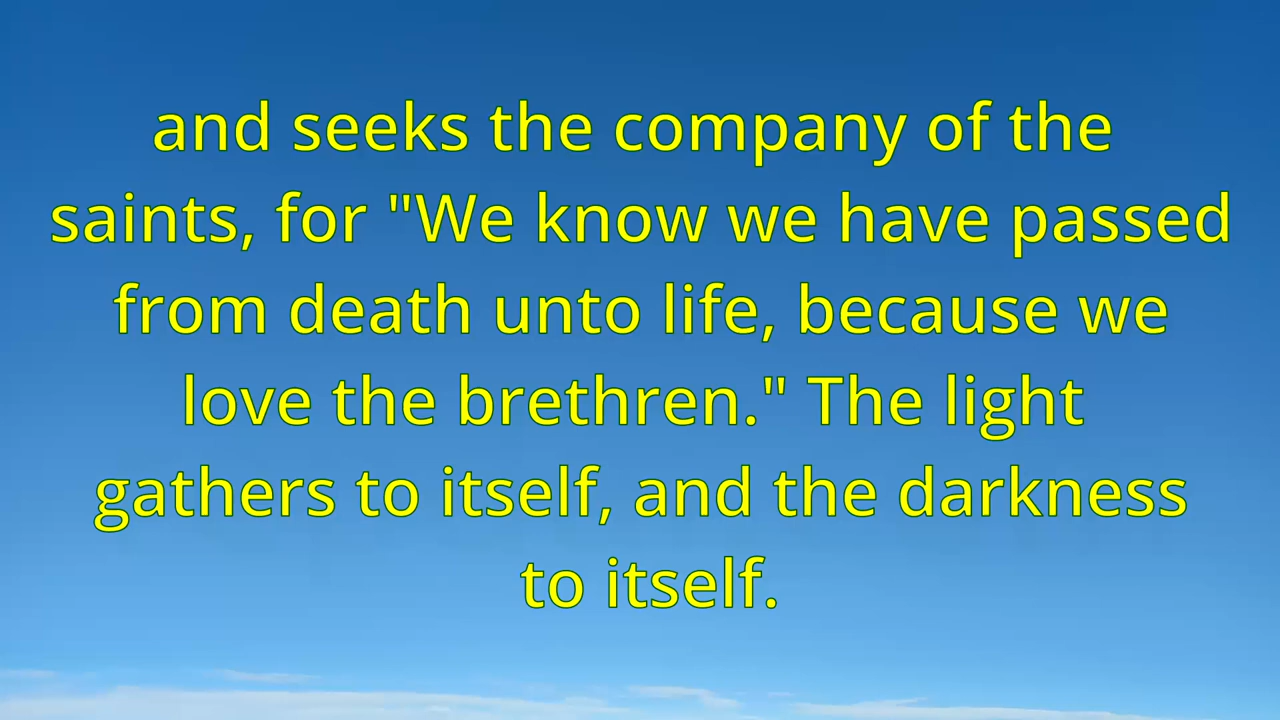 and seeks the company of the
saints, for "We know we have passed
from death unto life, because we
love the brethren." The light
gathers to itself, and the darkness
to itself.